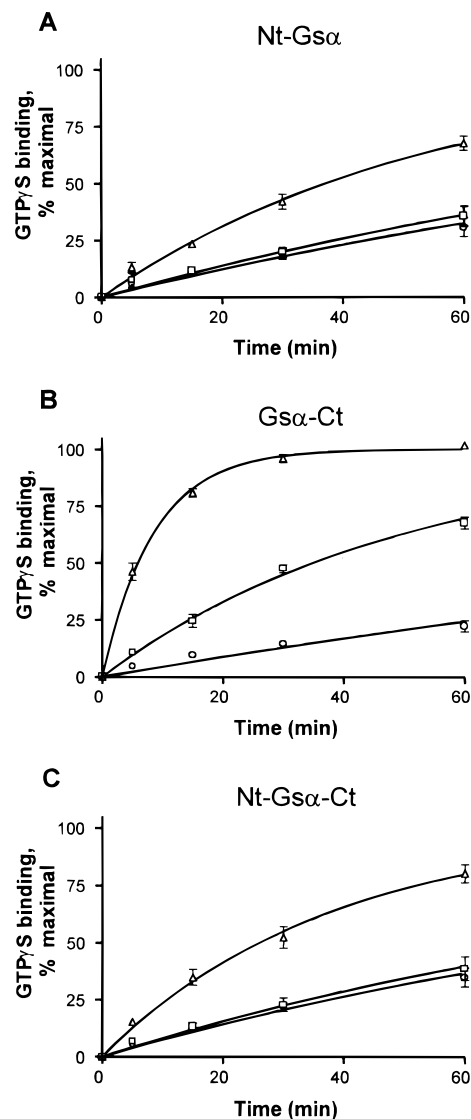 A
Nt-Gsα
GTPγS binding,
% maximal
100
75
50
25
0
0
20
40
60
Time (min)
B
Gsα-Ct
GTPγS binding,
% maximal
100
75
50
25
0
0
20
40
60
Time (min)
C
Nt-Gsα-Ct
GTPγS binding,
% maximal
100
75
50
25
0
0
20
40
60
Time (min)